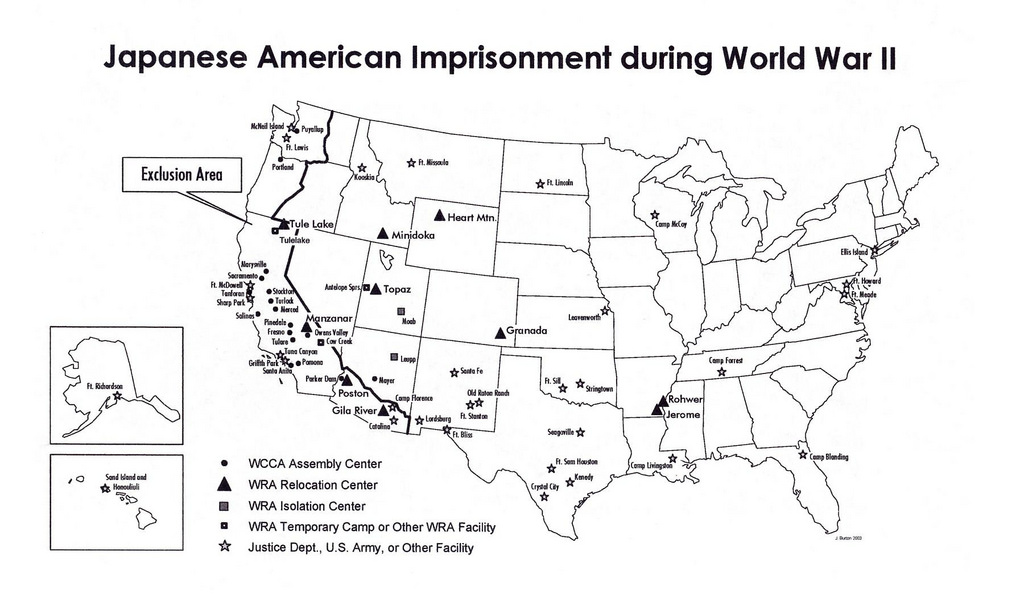 Japanese American Imprisonment during World War II
McNeil Island
Puyallup
Ft. Lewis
Portland
Exclusion Area
Kooskia
Ft. Missoula
Ft. Lincoln
Camp McCoy
Tule Lake
Tulelake
Minidoka
Heart Mtn.
Ellis Island
Ft. Howard
Ft. Meade
Marysville
Sacramento
Ft. McDowell
Tanforan
Sharp Park
Stockton
Turlock
Merced
Salinas
Pinedale
Fresno
Tulare
Manzanar
Owens Valley
Cow Creek
Antelope Sprs.
Topaz
Moab
Leupp
Granada
Leavenworth
Tuna Canyon
Griffith Park
Pomona
Santa Anita
Parker Dam
Poston
Mayer
Gila River
Camp Florence
Catalina
Lordsburg
Ft. Bliss
Santa Fe
Old Raton Ranch
Ft. Stanton
Ft. Sill
Stringtown
Camp Forrest
Rohwer
Jerome
Seagoville
Ft. Sam Houston
Kenedy
Crystal City
Camp Livingston
Camp Blanding
Ft. Richardson
Sand Island and
Honouliuli
WCCA Assembly Center
WRA Relocation Center
WRA Isolation Center
WRA Temporary Camp or Other WRA Facility
Justice Dept., U.S. Army, or Other Facility
J. Burton 2002